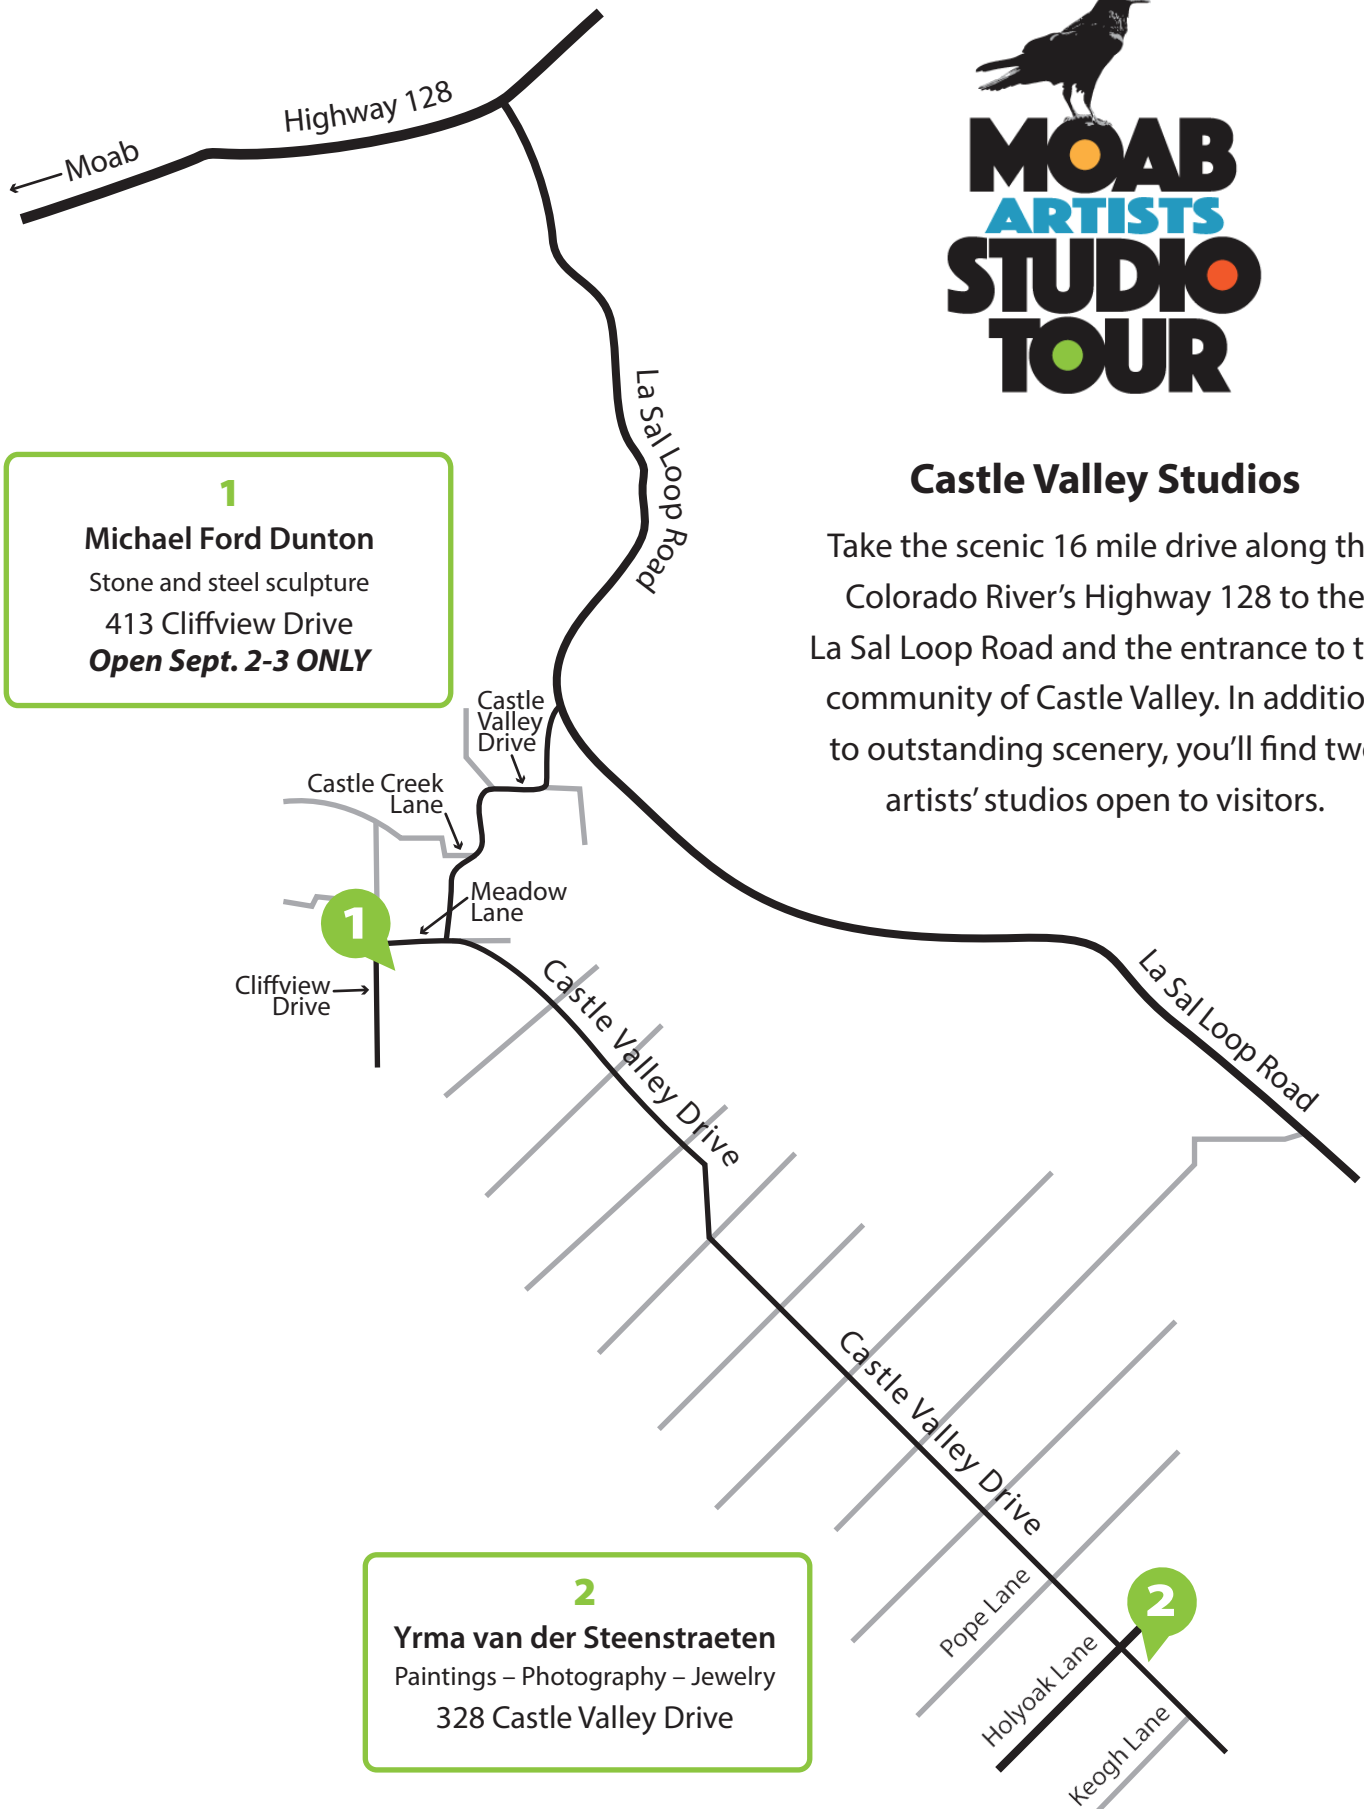 Highway 128
Moab
MOAB
ARTISTS
STUDIO
TOUR
La Sal Loop Road
1
Michael Ford Dunton
Stone and steel sculpture
413 Cliffview Drive
Open Sept. 2-3 ONLY
Castle Valley Studios
Take the scenic 16 mile drive along th
Colorado River’s Highway 128 to the
La Sal Loop Road and the entrance to t
community of Castle Valley. In additio
to outstanding scenery, you’ll find tw
artists’ studios open to visitors.
Castle
Valley
Drive
Castle Creek
Lane
Meadow
Lane
1
Cliffview
Drive
Castle Valley Drive
La Sal Loop Road
Castle Valley Drive
2
Yrma van der Steenstraeten
Paintings – Photography – Jewelry
328 Castle Valley Drive
Pope Lane
2
Holyoak Lane
Keogh Lane